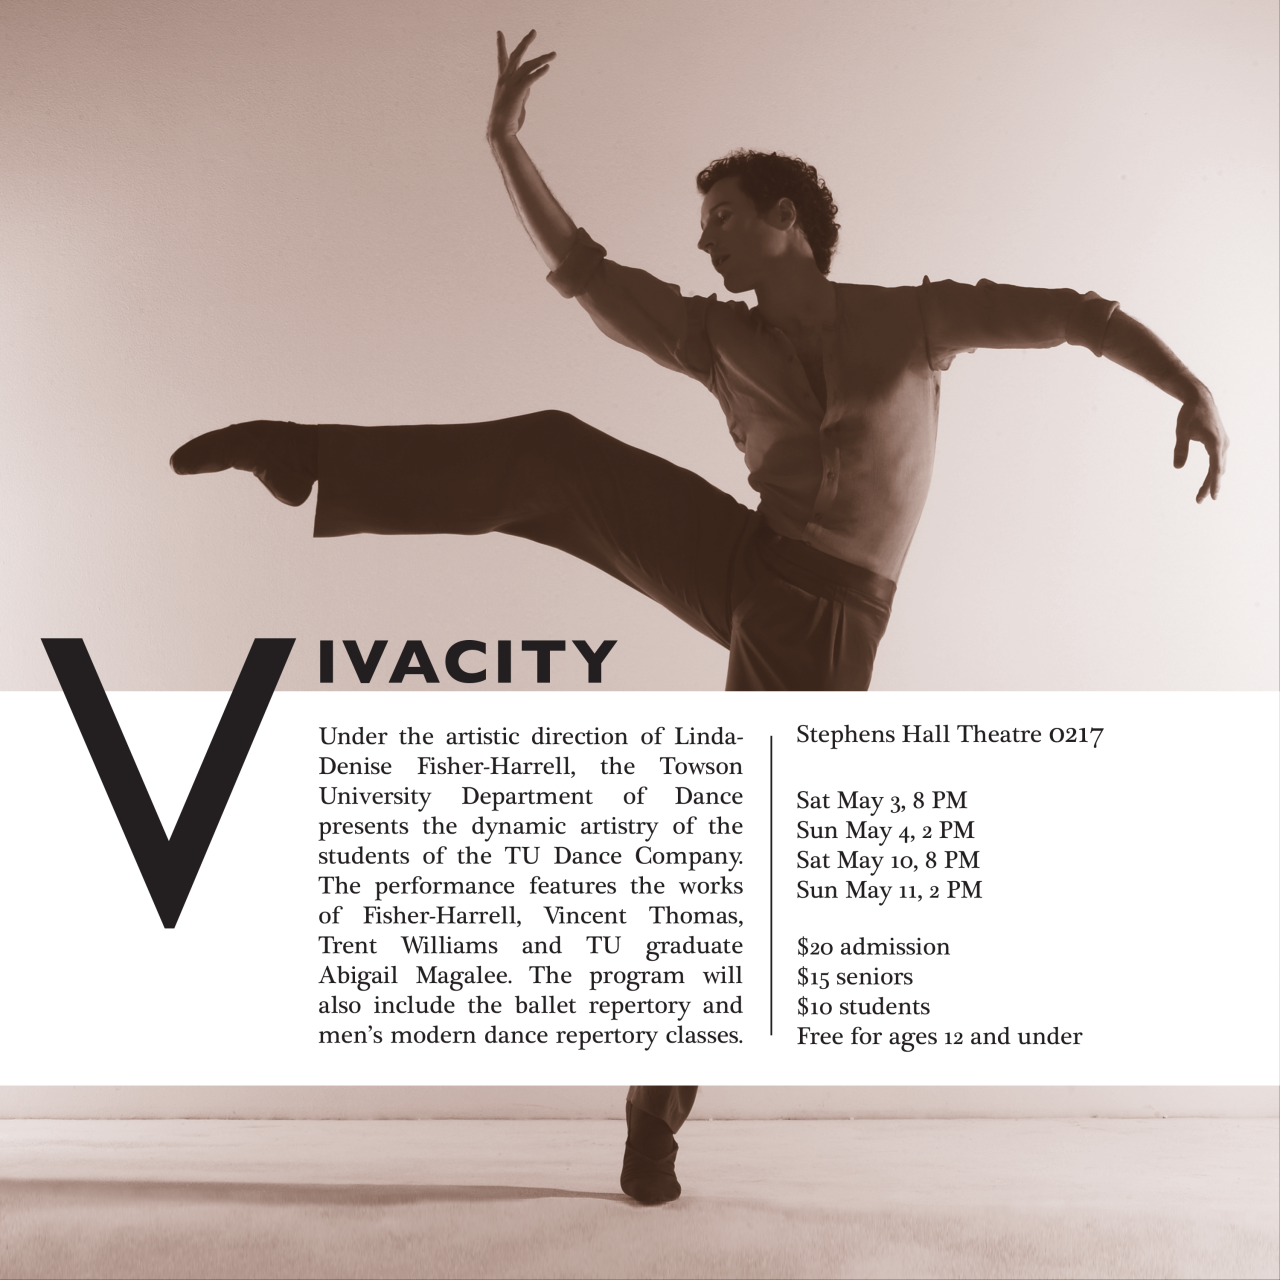 VIVACITY
Under the artistic direction of Linda-
Denise Fisher-Harrell, the Towson
University Department of Dance
presents the dynamic artistry of the
students of the TU Dance Company.
The performance features the works
of Fisher-Harrell, Vincent Thomas,
Trent Williams and TU graduate
Abigail Magalee. The program will
also include the ballet repertory and
men’s modern dance repertory classes.
Stephens Hall Theatre 0217
Sat May 3, 8 PM
Sun May 4, 2 PM
Sat May 10, 8 PM
Sun May 11, 2 PM
$20 admission
$15 seniors
$10 students
Free for ages 12 and under